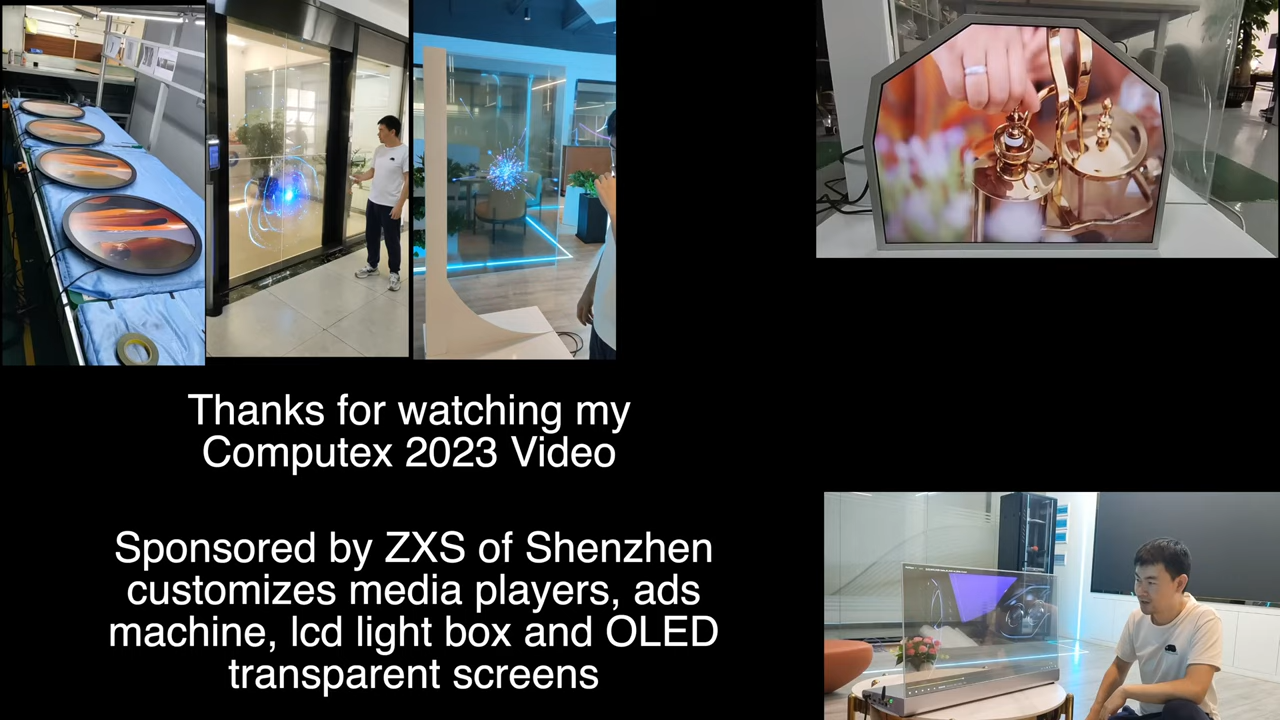 Thanks for watching my
Computex 2023 Video
Sponsored by ZXS of Shenzhen
customizes media players, ads
machine, lcd light box and OLED
transparent screens